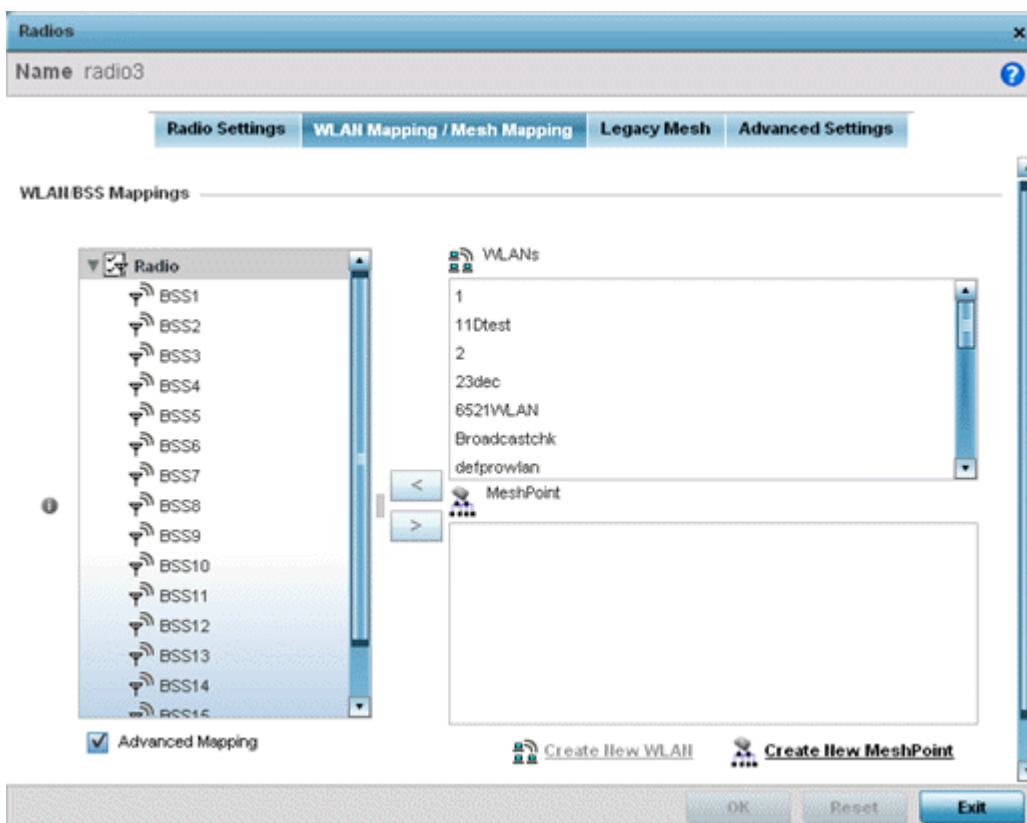 Radios
Name radio3
Radio Settings
WLAN Mapping / Mesh Mapping
Legacy Mesh
Advanced Settings
WLAN/BSS Mappings
Radio
BSS1
BSS2
BSS3
BSS4
BSS5
BSS6
BSS7
BSS8
BSS9
BSS10
BSS11
BSS12
BSS13
BSS14
BSS15
Advanced Mapping
<
>
WLANs
1
11Dtest
2
23dec
6521WLAN
Broadcastchk
defprowlan
MeshPoint
Create New WLAN
Create New MeshPoint
OK
Reset
Exit